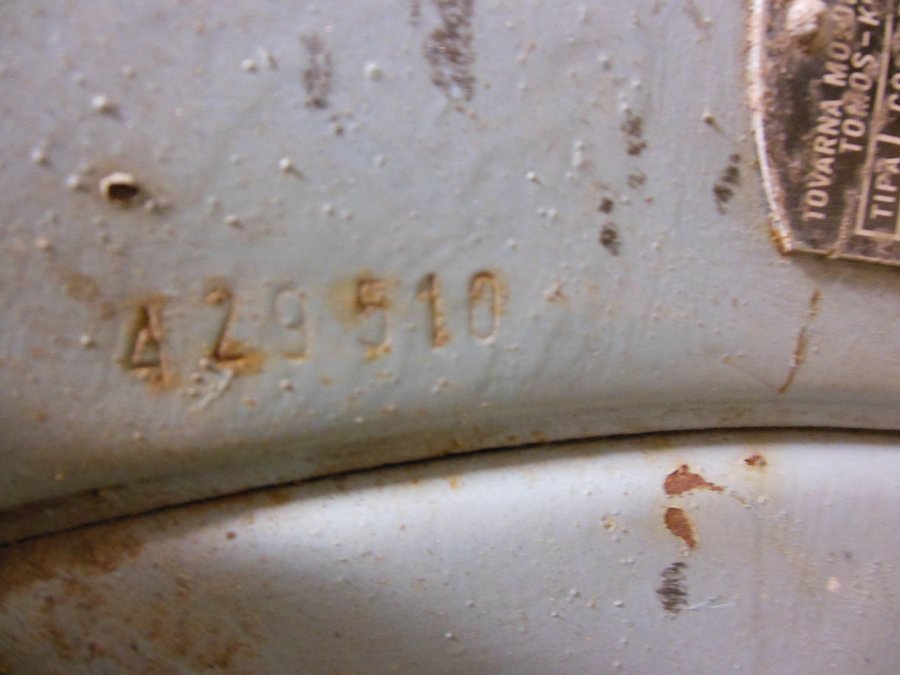 TOVARNA MO
TOMOS-K
TIPA/
A29510